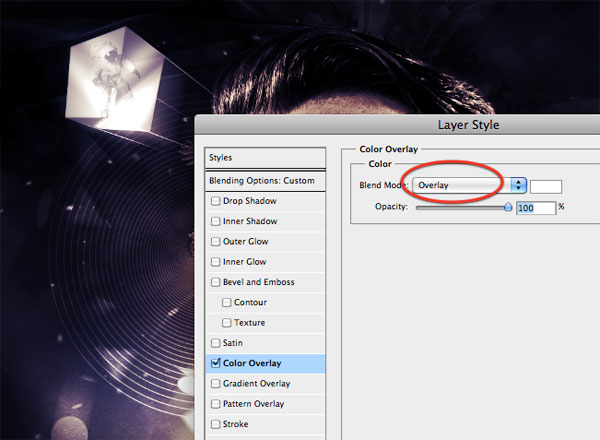 Layer Style
Styles
Blending Options: Custom
Drop Shadow
Inner Shadow
Outer Glow
Inner Glow
Bevel and Emboss
Contour
Texture
Satin
Color Overlay
Gradient Overlay
Pattern Overlay
Stroke
Color Overlay
Color
Blend Mode: Overlay
Opacity: 100 %